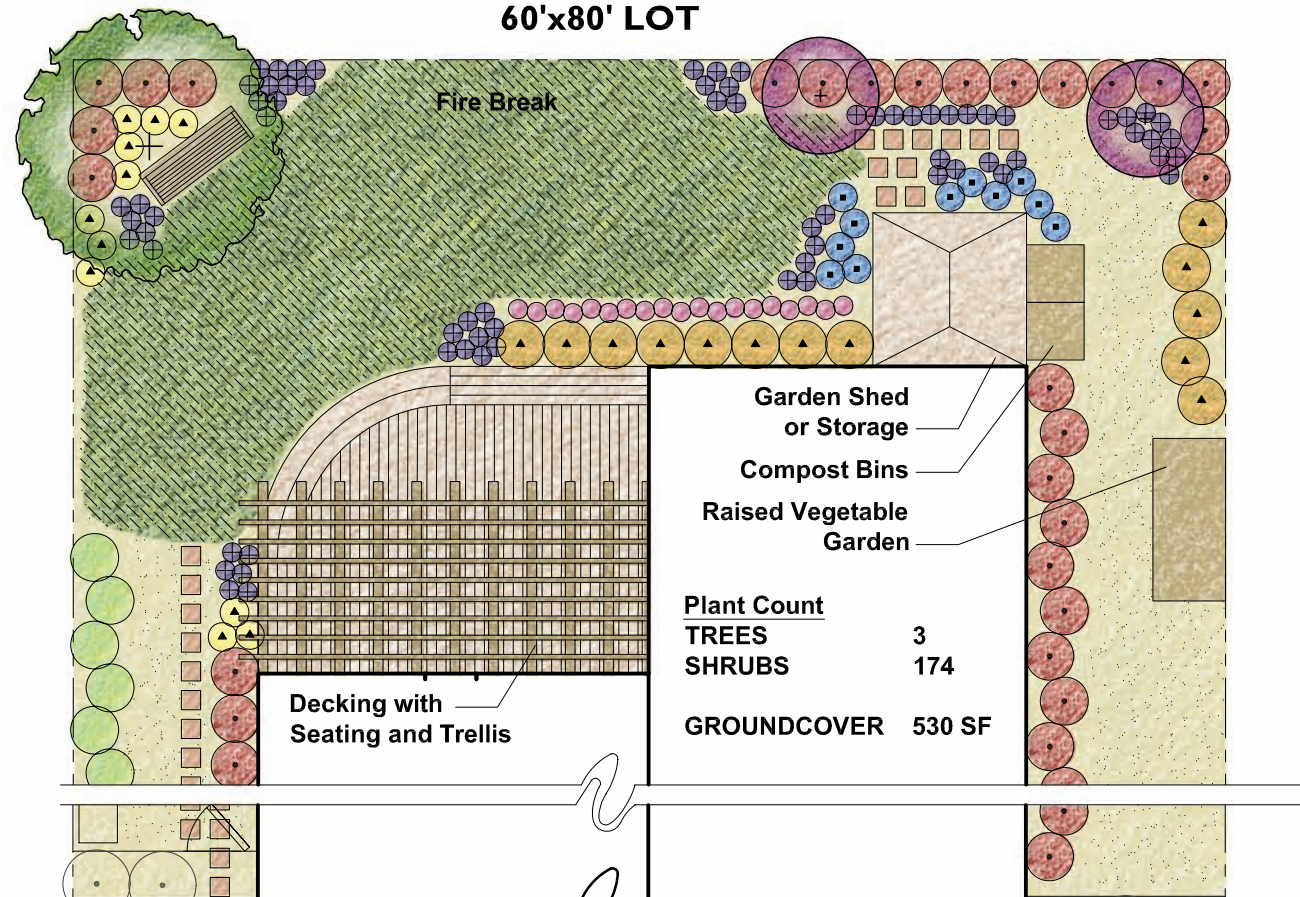 60'x80' LOT
Fire Break
Garden Shed
or Storage
Compost Bins
Raised Vegetable
Garden
Plant Count
TREES 3
SHRUBS 174
GROUNDCOVER 530 SF
Decking with
Seating and Trellis